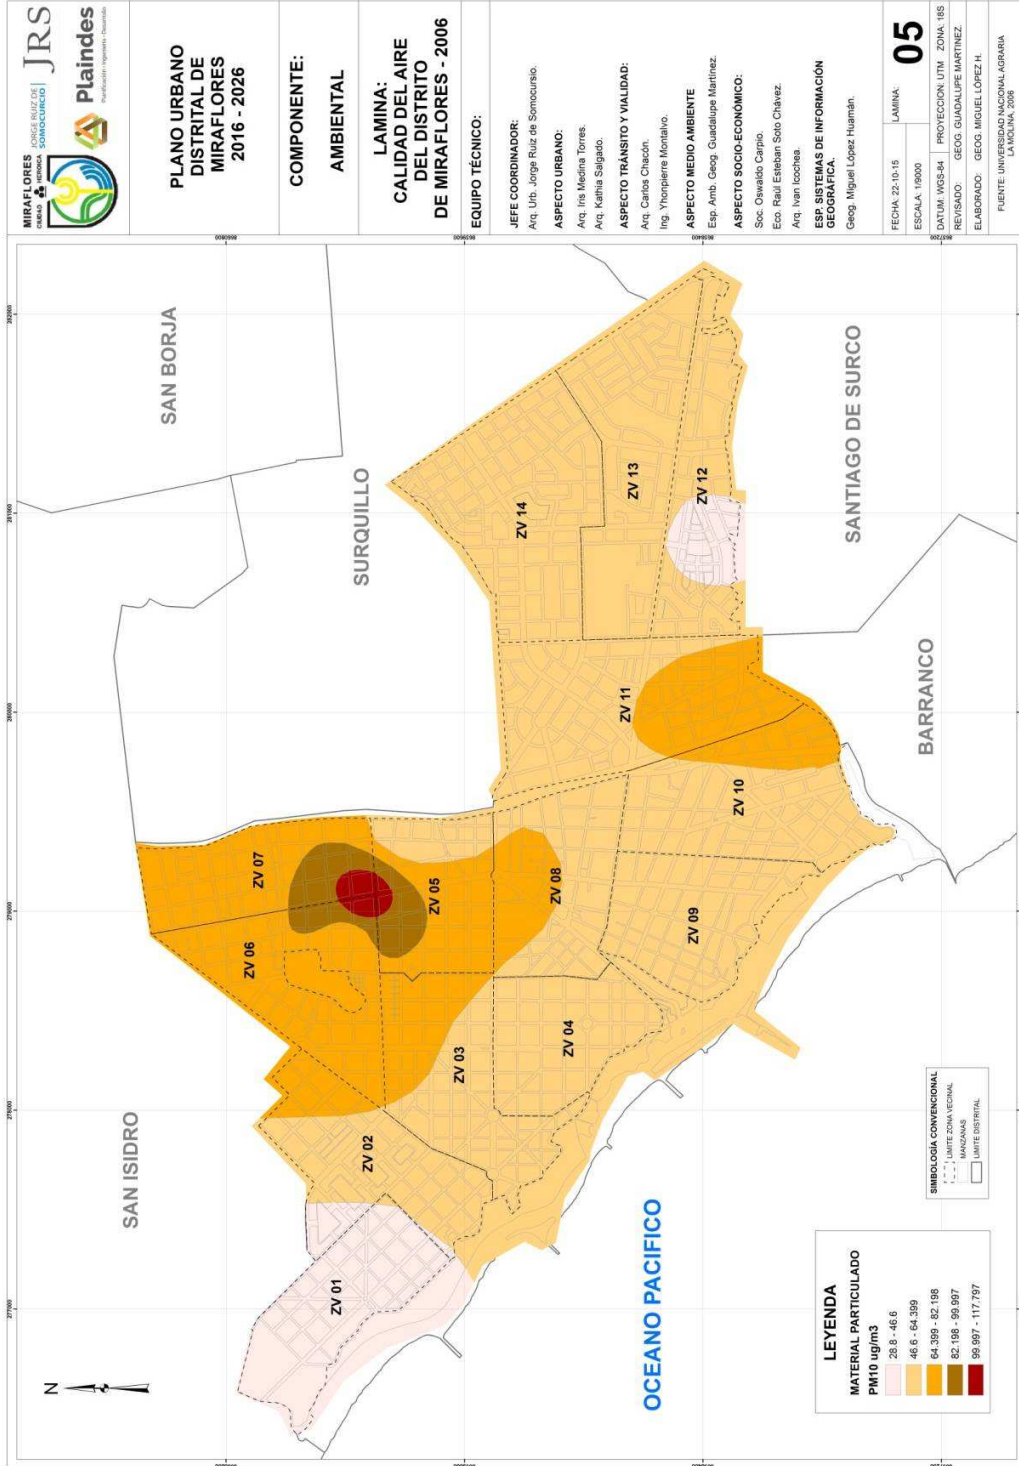 MIRAFLORES
CIUDAD HEROICA
JORGE RUIZ DE
SOMOCURCIO
JRS
Plaindes
PLANO URBANO
DISTRITAL DE
MIRAFLORES
2016 - 2026
COMPONENTE:
AMBIENTAL
LAMINA:
CALIDAD DEL AIRE
DEL DISTRITO
DE MIRAFLORES - 2006
EQUIPO TÉCNICO:
JEFE COORDINADOR:
Arq. Urb. Jorge Ruiz de Somocursio.
ASPECTO URBANO:
Arq. Iris Medina Torres.
Arq. Kathia Salgado.
ASPECTO TRÁNSITO Y VIALIDAD:
Arq. Carlos Chacón.
Ing. Yhonpierre Montalvo.
ASPECTO MEDIO AMBIENTE
Esp. Amb. Geog. Guadalupe Martínez.
ASPECTO SOCIO-ECONÓMICO:
Soc. Oswaldo Carpio.
Eco. Raúl Esteban Soto Chávez.
Arq. Ivan Icochea.
ESP. SISTEMAS DE INFORMACIÓN
GEOGRÁFICA.
Geog. Miguel López Huamán.
FECHA: 22-10-15
LAMINA:
ESCALA: 1/9000
05
DATUM: WGS-84 PROYECCION: UTM ZONA: 18S
REVISADO: GEOG. GUADALUPE MARTINEZ.
ELABORADO: GEOG. MIGUEL LÓPEZ H.
FUENTE: UNIVERSIDAD NACIONAL AGRARIA
LA MOLINA, 2006
N
277000
278000
279000
280000
281000
282000
SAN ISIDRO
SURQUILLO
SAN BORJA
SANTIAGO DE SURCO
BARRANCO
OCEANO PACIFICO
ZV 01
ZV 02
ZV 03
ZV 04
ZV 05
ZV 06
ZV 07
ZV 08
ZV 09
ZV 10
ZV 11
ZV 12
ZV 13
ZV 14
LEYENDA
MATERIAL PARTICULADO
PM10 ug/m3
28.8 - 46.6
46.6 - 64.399
64.399 - 82.198
82.198 - 99.997
99.997 - 117.797
SIMBOLOGÍA CONVENCIONAL
LIMITE ZONA VECINAL
MANZANAS
LIMITE DISTRITAL